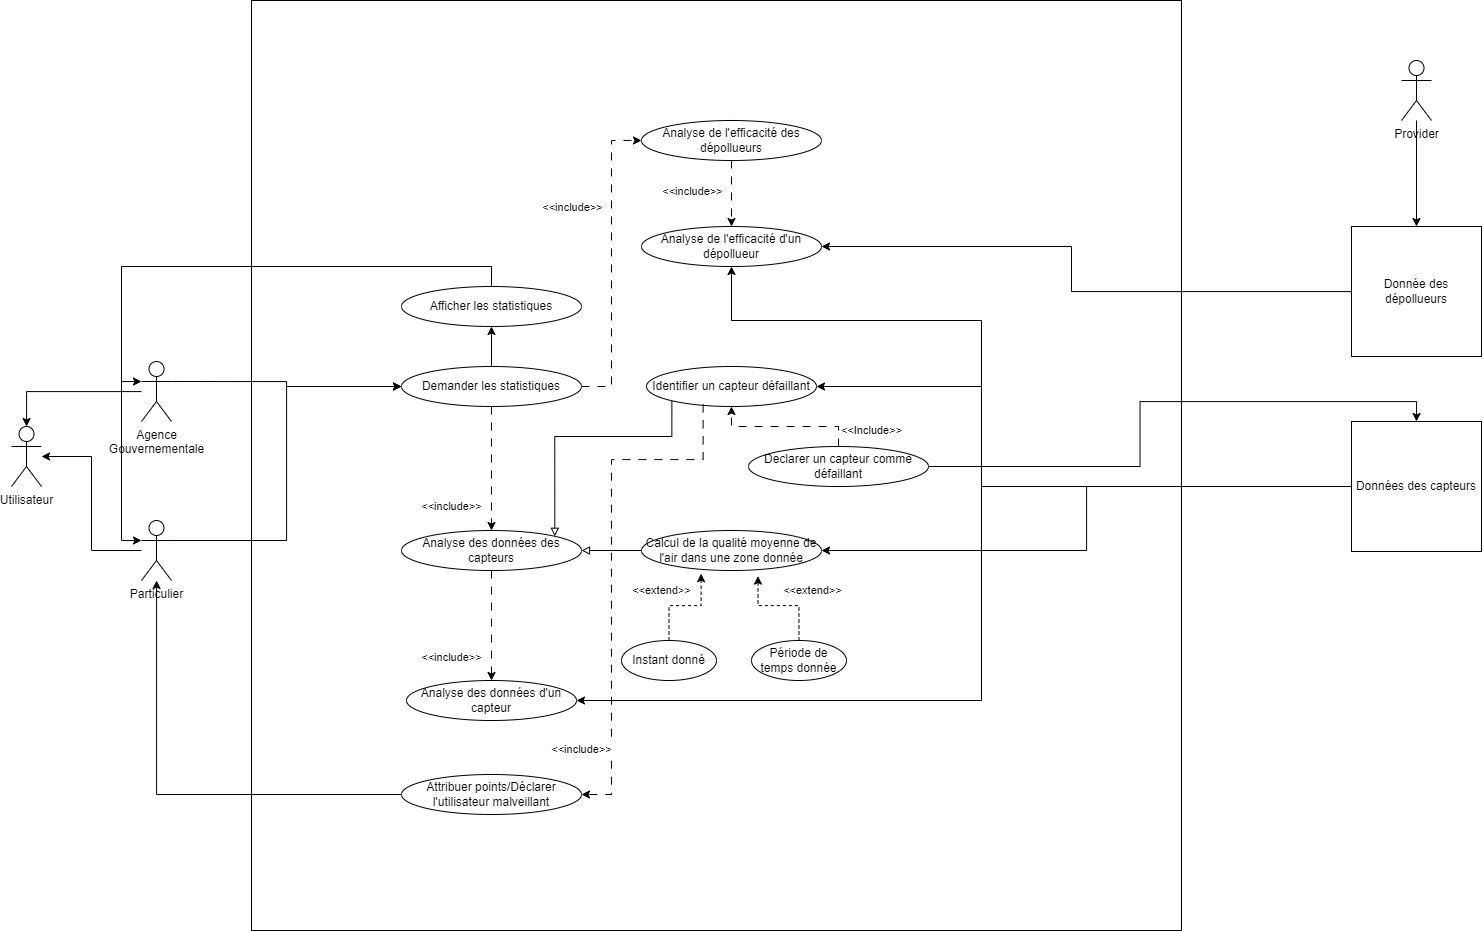 Analyse de l'efficacité des
dépollueurs
Provider
<<include>>
<<include>>
Analyse de l'efficacité d'un
dépollueur
Donnée des
dépollueurs
Afficher les statistiques
Demander les statistiques
Identifier un capteur défaillant
Agence
Gouvernementale
<<Include>>
Declarer un capteur comme
défaillant
Données des capteurs
Utilisateur
<<include>>
Analyse des données des
capteurs
Calcul de la qualité moyenne de
l'air dans une zone donnée
Particulier
<<extend>>
<<extend>>
Instant donné
Période de
temps donnée
<<include>>
Analyse des données d'un
capteur
<<include>>
Attribuer points/Déclarer
l'utilisateur malveillant